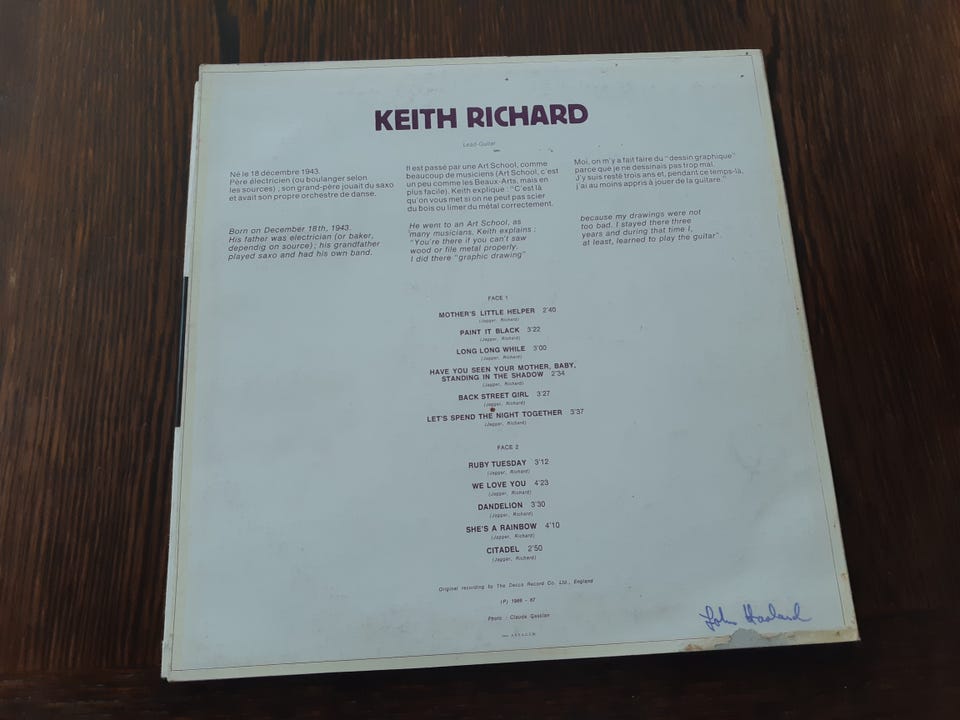 KEITH RICHARD
Lead-Guitar
Né le 18 décembre 1943.
Père électricien (ou boulanger selon
les sources) ; son grand-père jouait du saxo
et avait son propre orchestre de danse.
Born on December 18th, 1943.
His father was electrician (or baker,
dependig on source) ; his grandfather
played saxo and had his own band.
Il est passé par une Art School, comme
beaucoup de musiciens (Art School, c'est
un peu comme les Beaux-Arts, mais en
plus facile). Keith explique : "C'est là
qu'on vous met si on ne peut pas scier
du bois ou limer du métal correctement.
He went to an Art School, as
many musicians. Keith explains :
"You're there if you can't saw
wood or file metal properly.
I did there "graphic drawing"
Moi, on m'y a fait faire du "dessin graphique"
parce que je ne dessinais pas trop mal.
J'y suis resté trois ans et, pendant ce temps-là,
j'ai au moins appris à jouer de la guitare."
because my drawings were not
too bad. I stayed there three
years and during that time I,
at least, learned to play the guitar".
FACE 1
MOTHER'S LITTLE HELPER 2'40
(Jagger, Richard)
PAINT IT BLACK 3'22
(Jagger, Richard)
LONG LONG WHILE 3'00
(Jagger, Richard)
HAVE YOU SEEN YOUR MOTHER, BABY,
STANDING IN THE SHADOW 2'34
(Jagger, Richard)
BACK STREET GIRL 3'27
(Jagger, Richard)
LET'S SPEND THE NIGHT TOGETHER 3'37
(Jagger, Richard)
FACE 2
RUBY TUESDAY 3'12
(Jagger, Richard)
WE LOVE YOU 4'23
(Jagger, Richard)
DANDELION 3'30
(Jagger, Richard)
SHE'S A RAINBOW 4'10
(Jagger, Richard)
CITADEL 2'50
(Jagger, Richard)
Original recording by The Decca Record Co. Ltd., England
(P) 1966 - 67
Photo : Claude Gassian
John